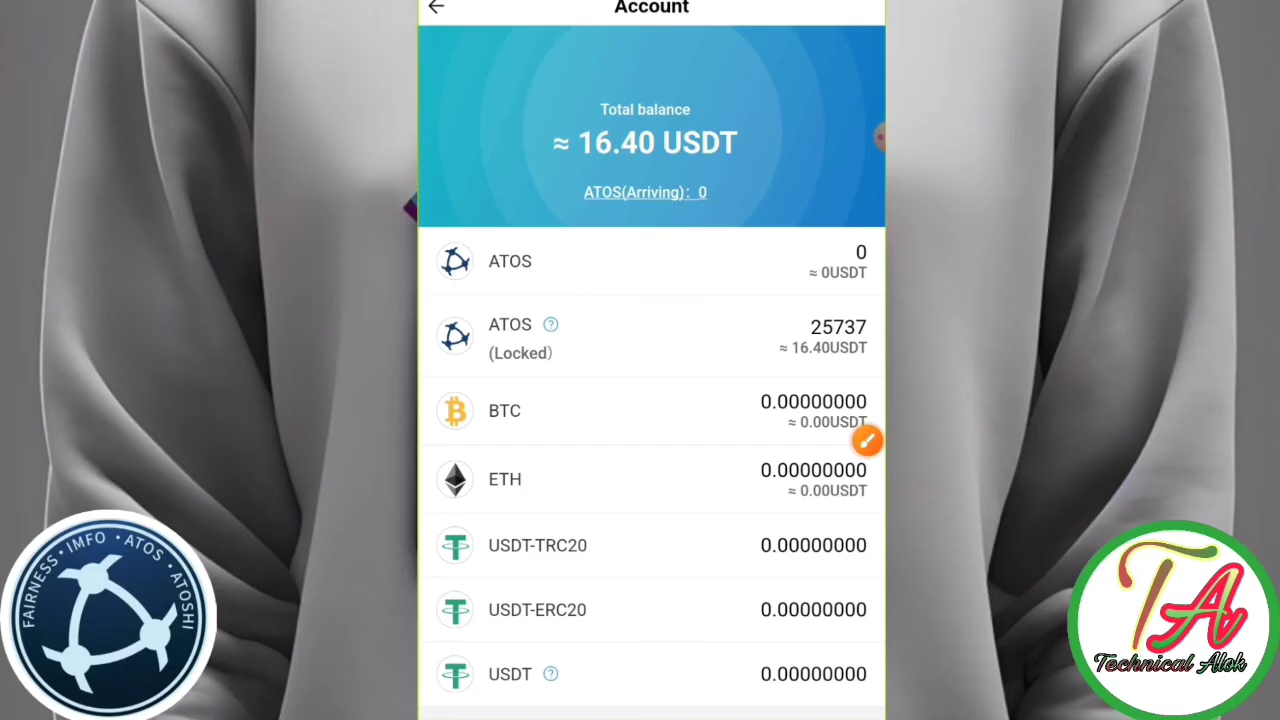 Account
Total balance
≈ 16.40 USDT
ATOS(Arriving): 0
ATOS
0
≈ 0USDT
ATOS
(Locked)
25737
≈ 16.40USDT
BTC
0.00000000
≈ 0.00USDT
ETH
0.00000000
≈ 0.00USDT
USDT-TRC20
0.00000000
USDT-ERC20
0.00000000
USDT
0.00000000
FAIRNESS • IMFO • ATOS • ATOSHI
TA
Technical Alok